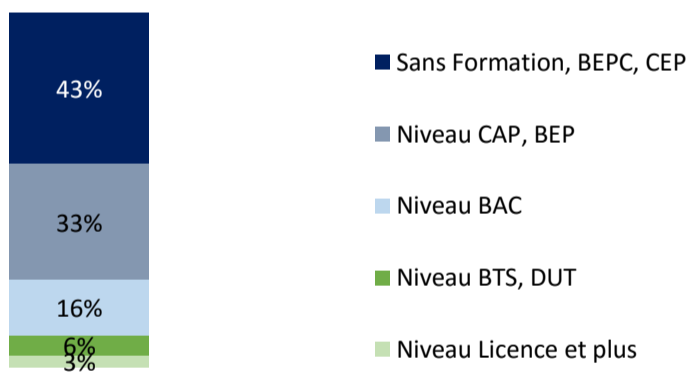 43%
33%
16%
6%
3%
Sans Formation, BEPC, CEP
Niveau CAP, BEP
Niveau BAC
Niveau BTS, DUT
Niveau Licence et plus